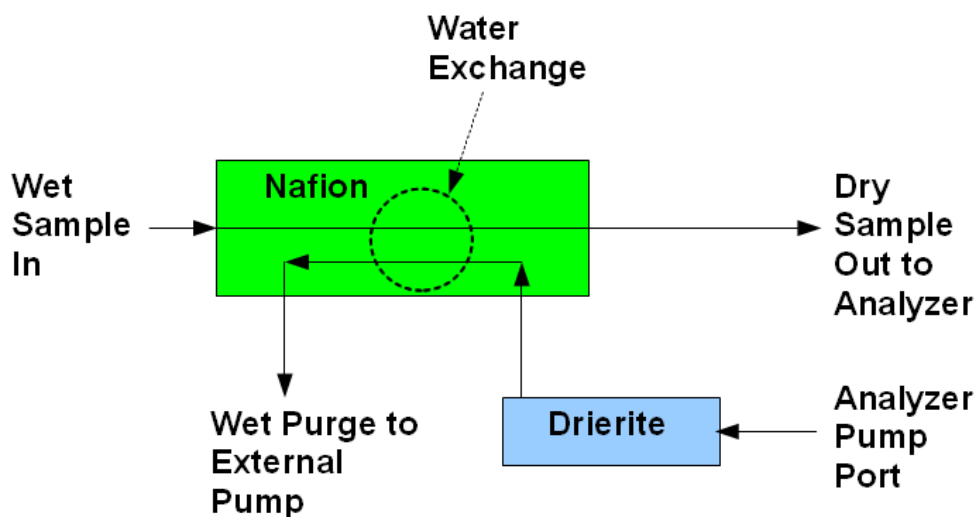 Water
Exchange
Wet
Sample
In
Nafion
Dry
Sample
Out to
Analyzer
Wet Purge to
External
Pump
Drierite
Analyzer
Pump
Port